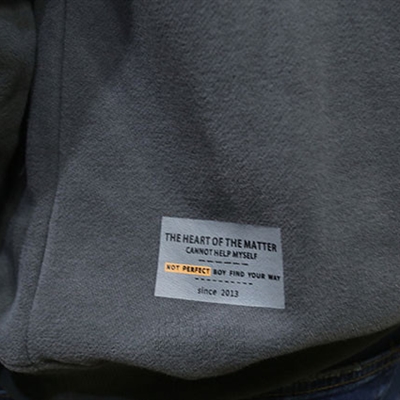 THE HEART OF THE MATTER
CANNOT HELP MYSELF
NOT PERFECT BOY FIND YOUR WAY
since 2013